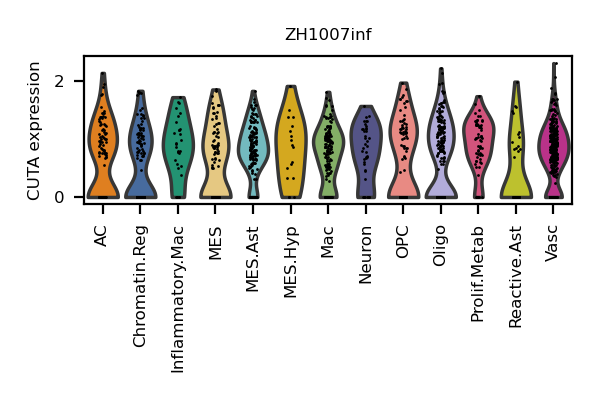 ZH1007inf
CUTA expression
2
0
AC
Chromatin.Reg
Inflammatory.Mac
MES
MES.Ast
MES.Hyp
Mac
Neuron
OPC
Oligo
Prolif.Metab
Reactive.Ast
Vasc